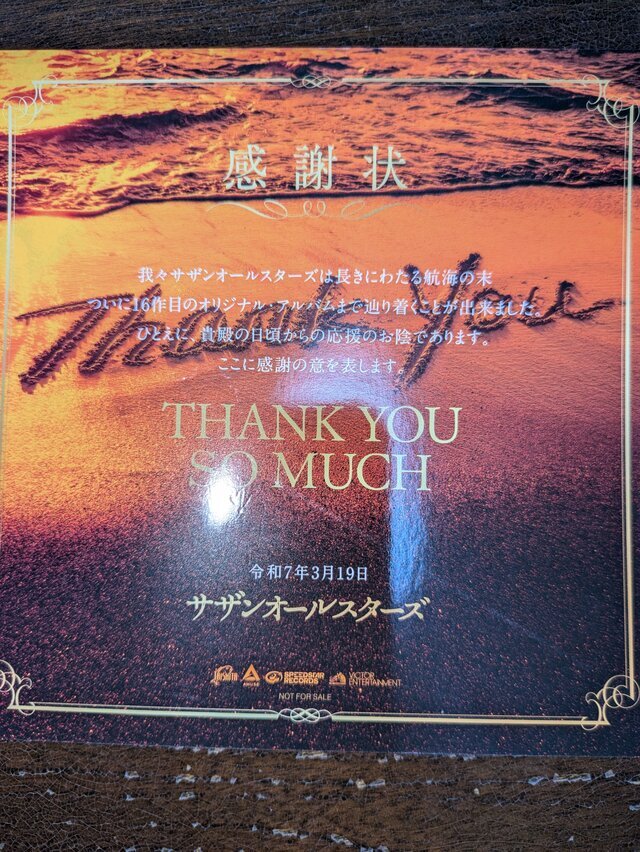 感謝状
我々サザンオールスターズは長きにわたる航海の末
ついに16作目のオリジナル・アルバムまで辿り着くことが出来ました。
ひとえに、貴殿の日頃からの応援のお陰であります。
ここに感謝の意を表します。
Thank You
THANK YOU
SO MUCH
令和7年3月19日
サザンオールスターズ
TAISHITA AMUSE SPEEDSTAR RECORDS VICTOR ENTERTAINMENT
NOT FOR SALE